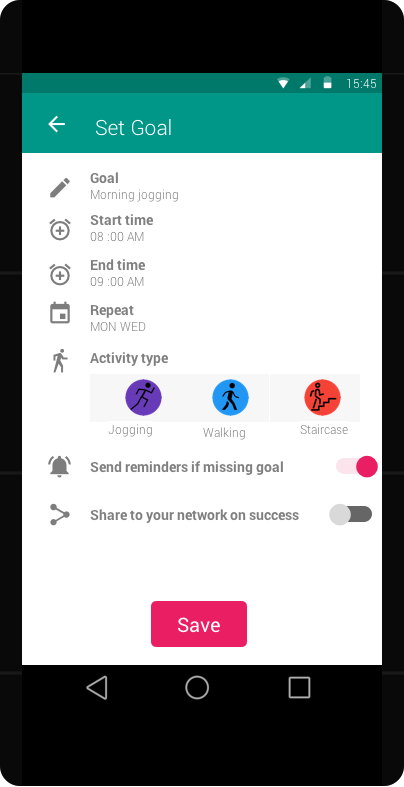 15:45
Set Goal
Goal
Morning jogging
Start time
08 :00 AM
End time
09 :00 AM
Repeat
MON WED
Activity type
Jogging
Walking
Staircase
Send reminders if missing goal
Share to your network on success
Save